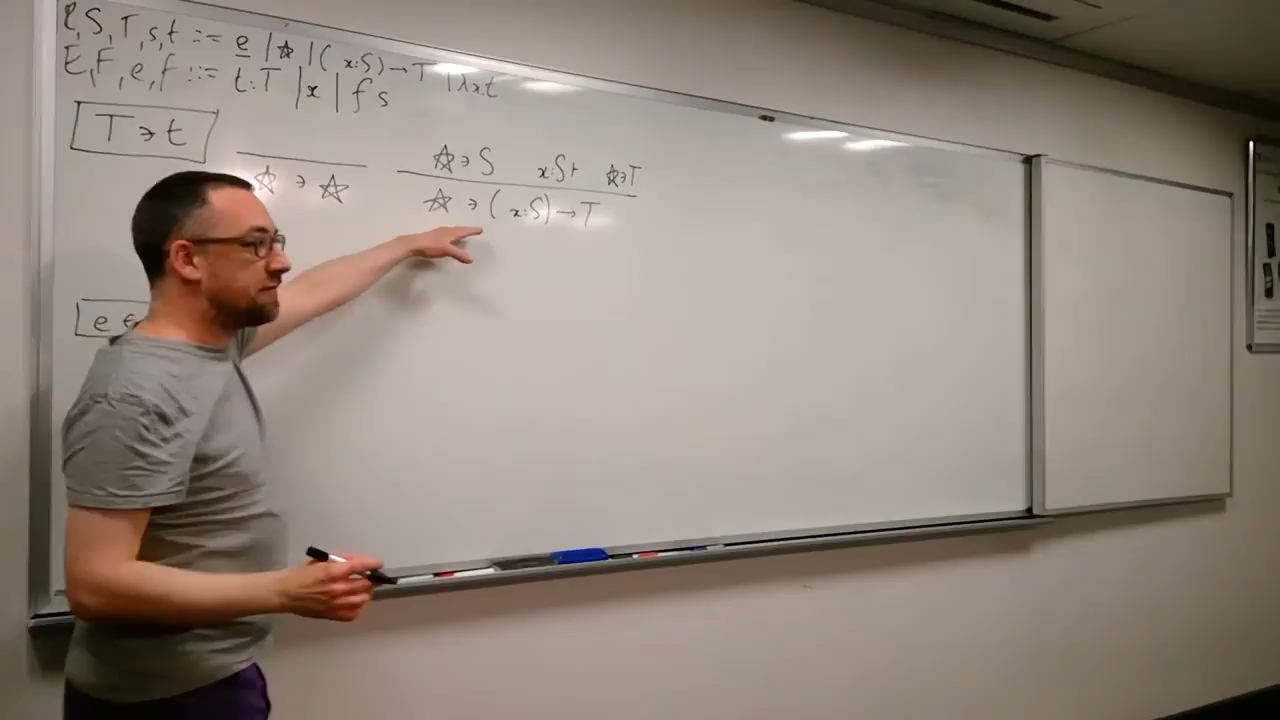 R, S, T, s, t ::= e | ☆ | (x:S) → T | λx.t
E, F, e, f ::= t:T | x | f s
T ∋ t
☆ ∋ S x:S ⊢ ☆ ∋ T
☆ ∋ ☆ ☆ ∋ (x:S) → T
e ∈